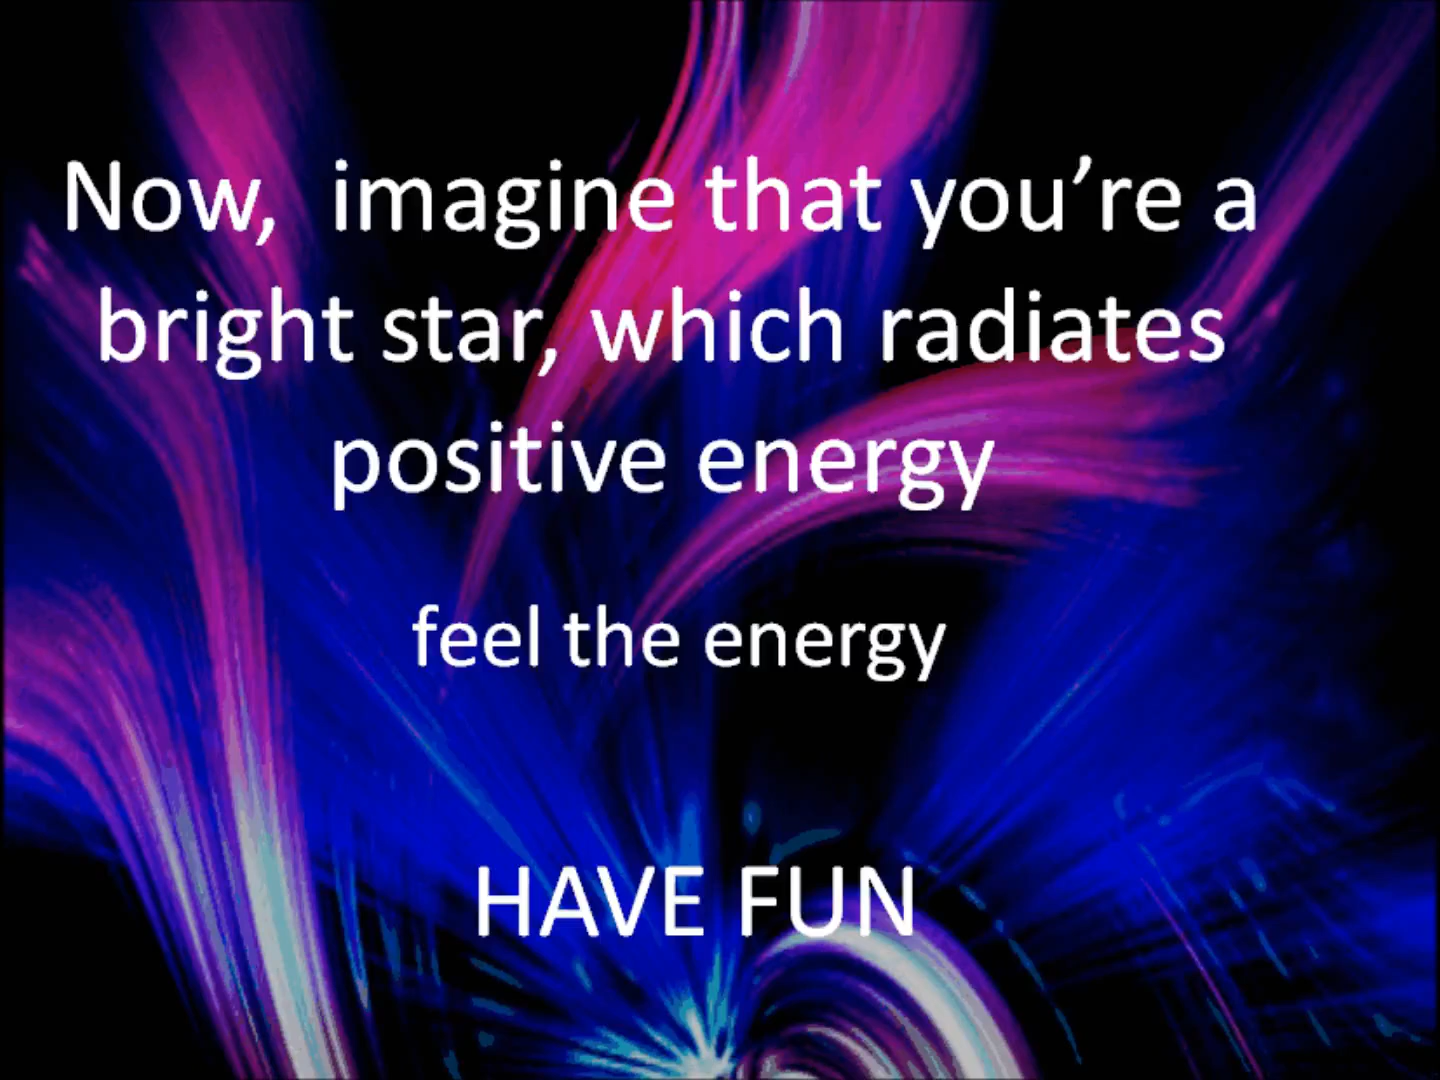 Now,  imagine that you’re a
bright star, which radiates
positive energy
feel the energy
HAVE FUN